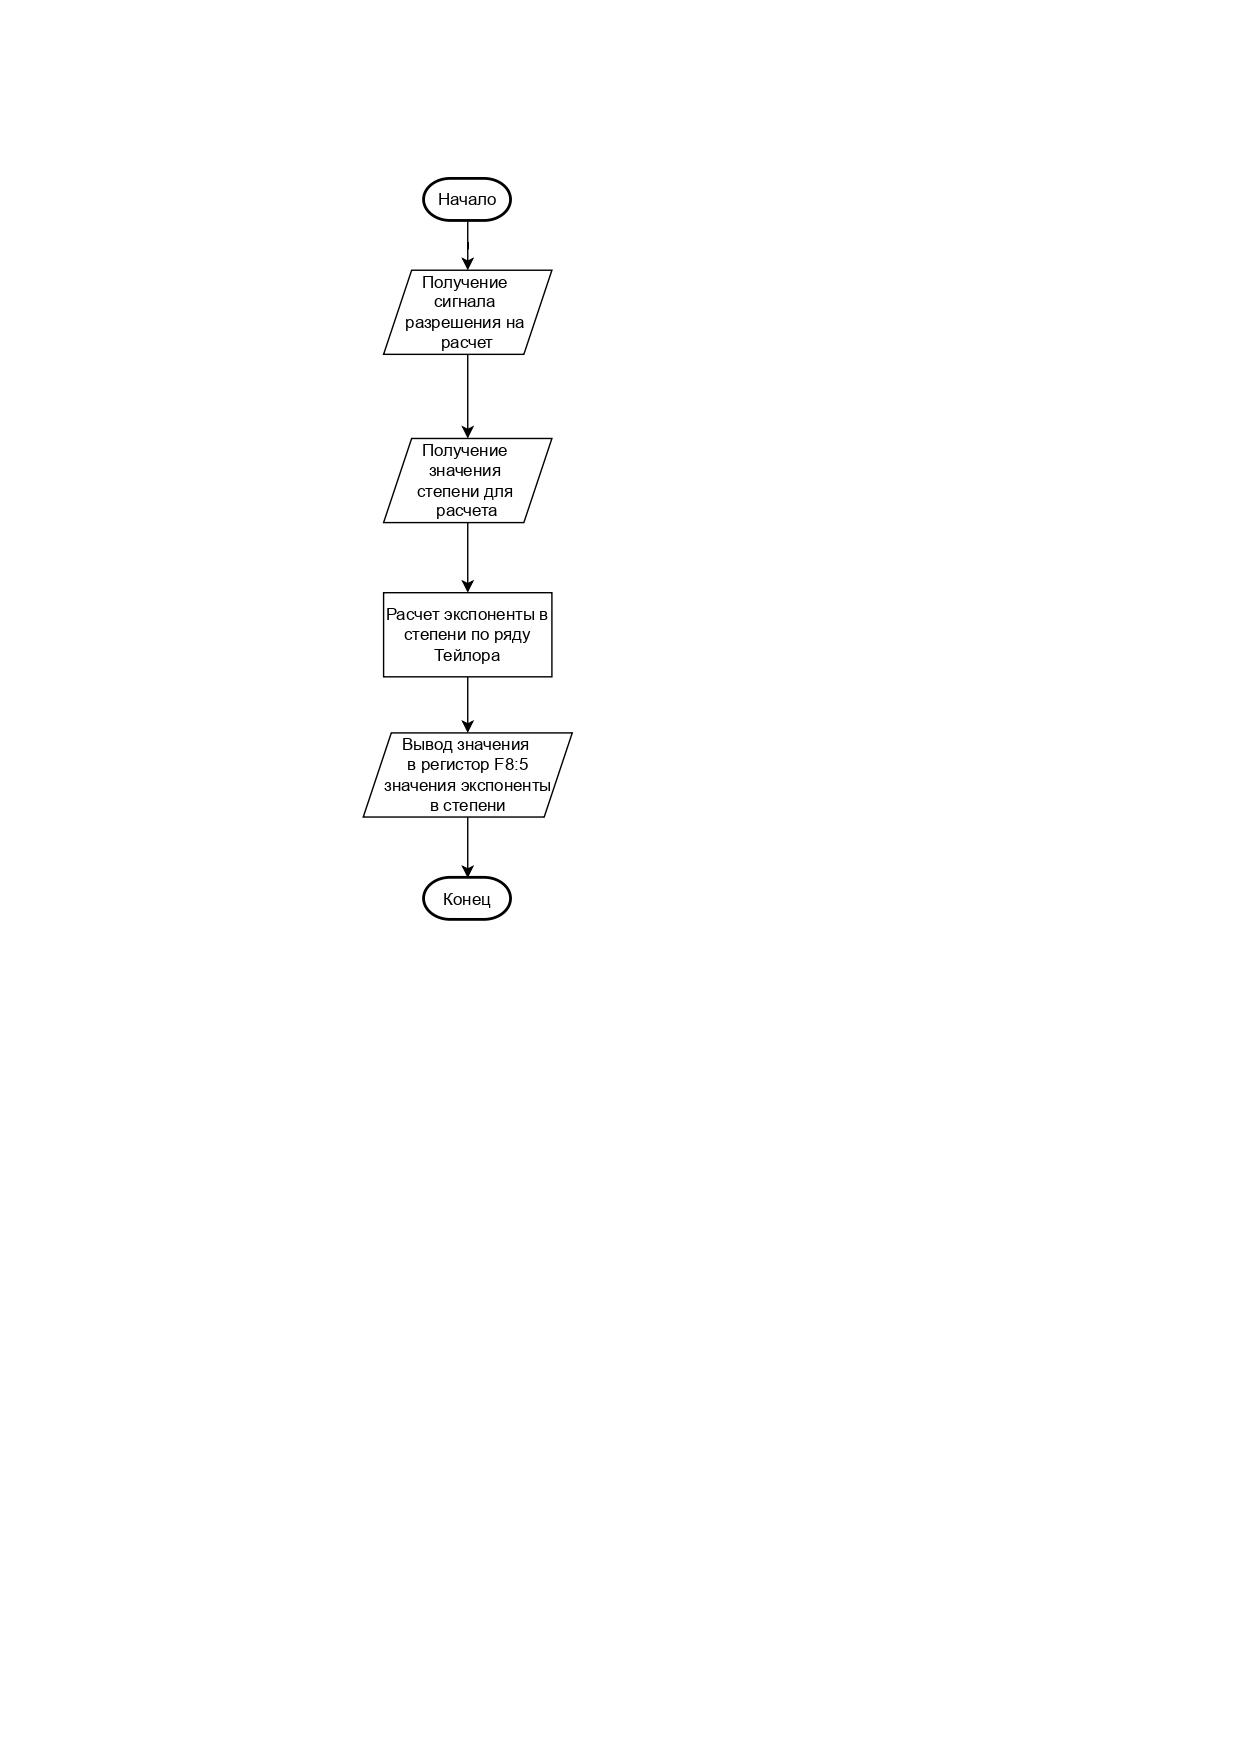 Начало
Получение
сигнала
разрешения на
расчет
Получение
значения
степени для
расчета
Расчет экспоненты в
степени по ряду
Тейлора
Вывод значения
в регистор F8:5
значения экспоненты
в степени
Конец